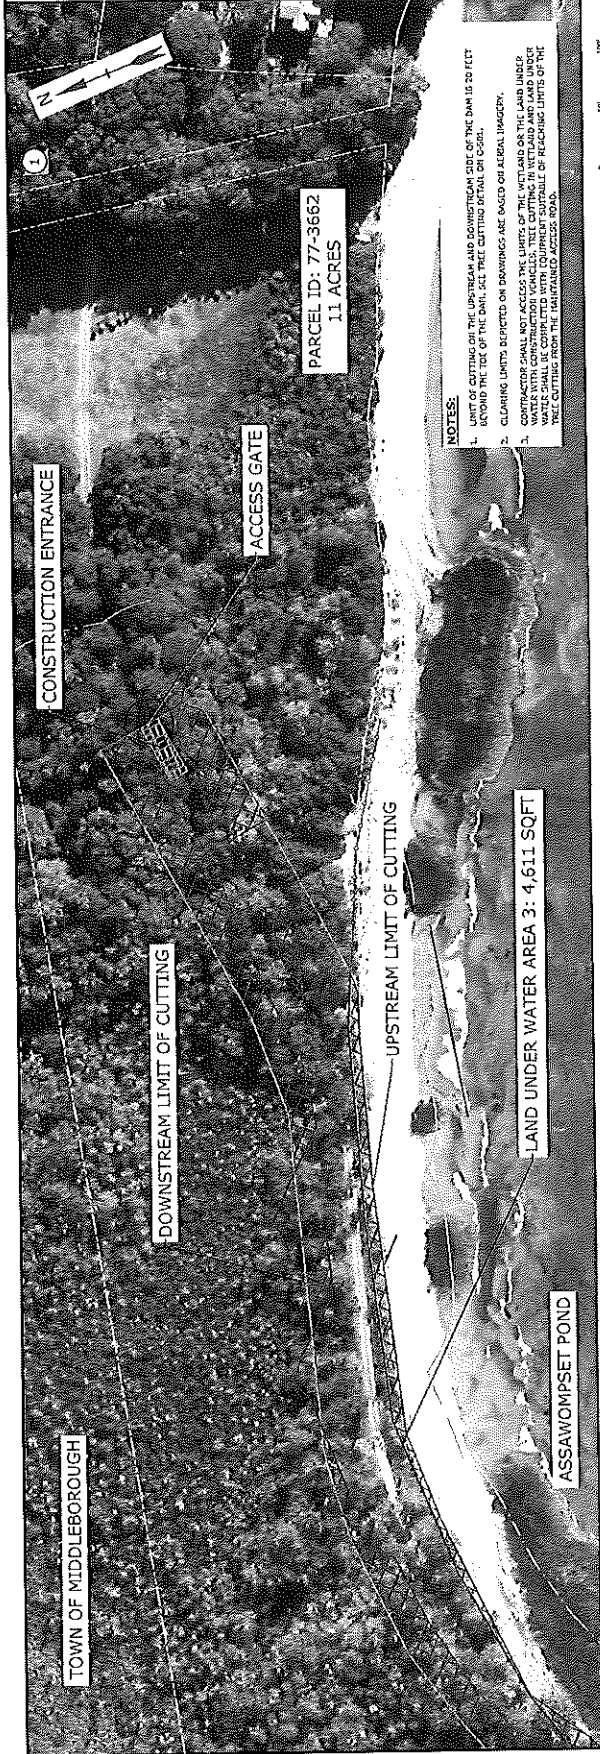 TOWN OF MIDDLEBOROUGH
DOWNSTREAM LIMIT OF CUTTING
CONSTRUCTION ENTRANCE
ACCESS GATE
N
1
PARCEL ID: 77-3662
11 ACRES
UPSTREAM LIMIT OF CUTTING
LAND UNDER WATER AREA 3: 4,611 SQFT
ASSAWOMPSET POND
NOTES:
1. LIMIT OF CUTTING ON THE UPSTREAM AND DOWNSTREAM SIDE OF THE DAM IS 20 FEET
BEYOND THE TOE OF THE DAM. SEE TREE CUTTING DETAIL ON
2. CLEARING LIMITS DEPICTED ON DRAWINGS ARE BASED ON AERIAL IMAGERY.
3. CONTRACTOR SHALL NOT ACCESS THE LIMITS OF THE WETLAND OR THE LAND UNDER
WATER WITH CONSTRUCTION VEHICLES. TREE CUTTING IN WETLAND AND LAND UNDER
WATER SHALL BE COMPLETED WITH EQUIPMENT SUITABLE OF REACHING LIMITS OF THE
TREE CUTTING FROM THE MAINTAINED ACCESS ROAD.